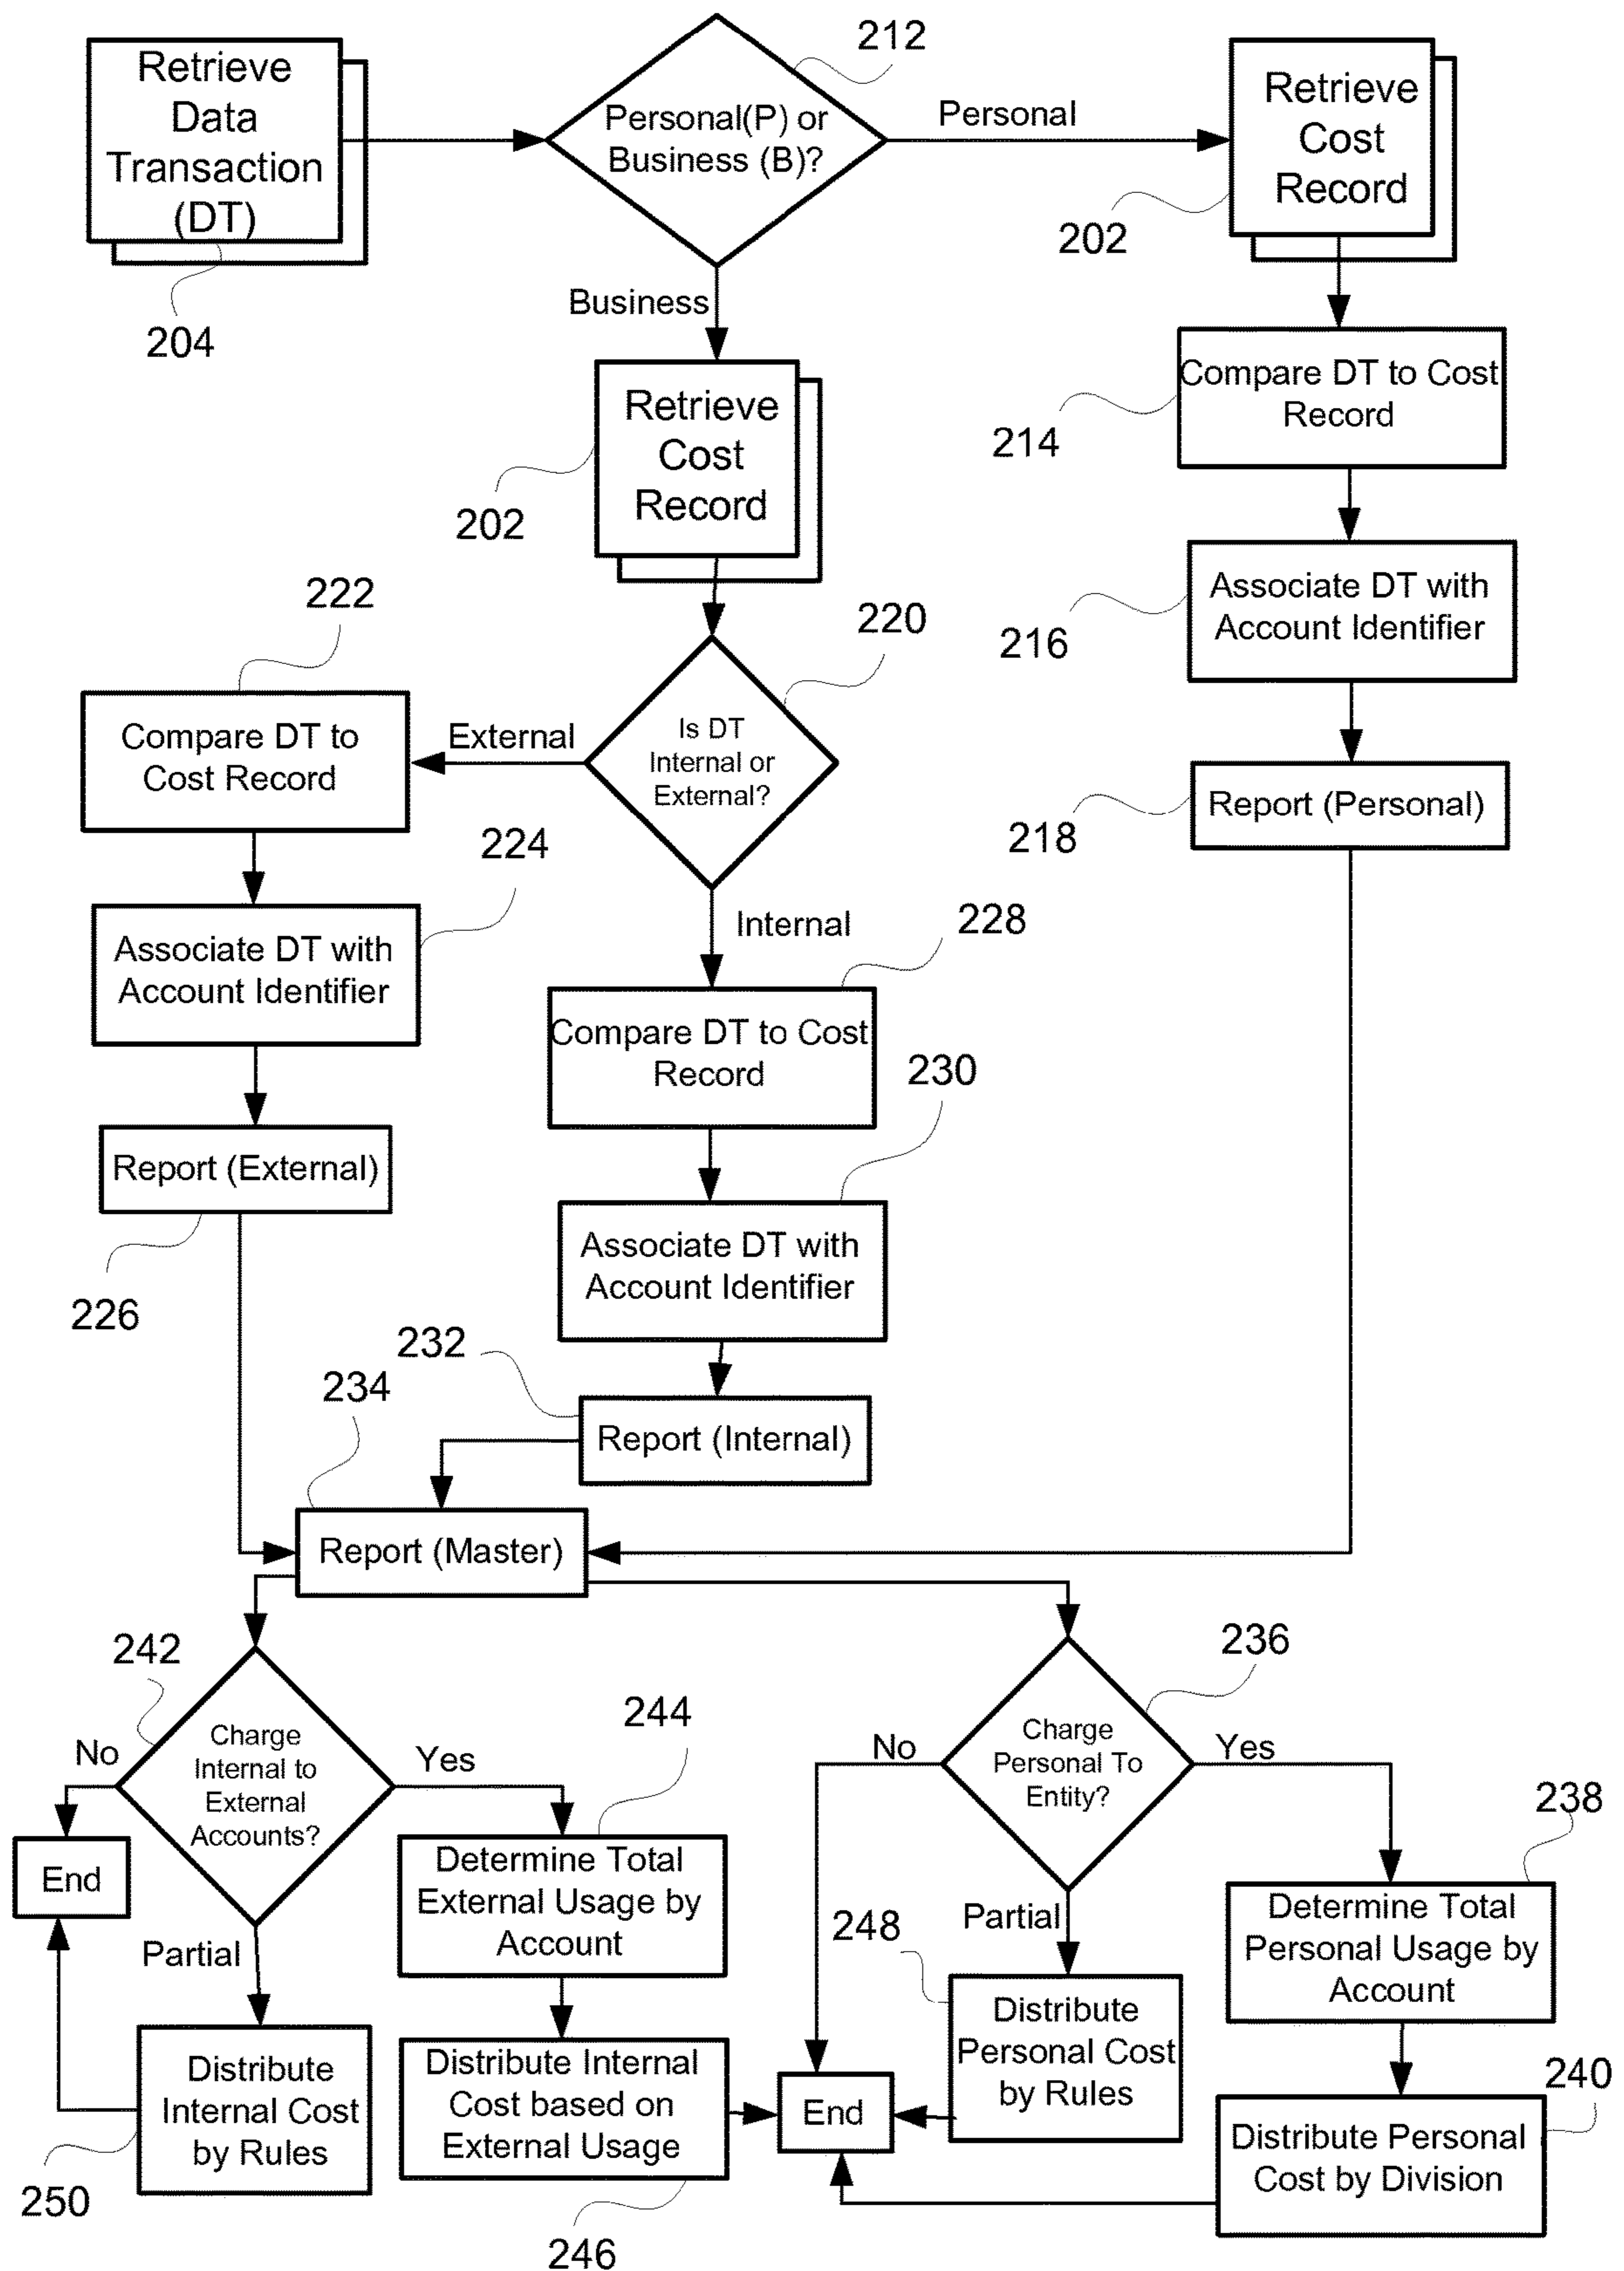 Retrieve
Data
Transaction
(DT)
204
212
Personal(P) or
Business (B)?
Personal
Retrieve
Cost
Record
202
Business
Retrieve
Cost
Record
202
Compare DT to Cost
Record
214
Associate DT with
Account Identifier
216
Report (Personal)
218
220
Is DT
Internal or
External?
External
222
Compare DT to
Cost Record
224
Associate DT with
Account Identifier
Report (External)
226
Internal
228
Compare DT to Cost
Record
230
Associate DT with
Account Identifier
232
Report (Internal)
234
Report (Master)
242
Charge
Internal to
External
Accounts?
No
Yes
End
Partial
Distribute
Internal Cost
by Rules
250
244
Determine Total
External Usage by
Account
Distribute Internal
Cost based on
External Usage
246
236
Charge
Personal To
Entity?
No
Yes
Partial
248
Distribute
Personal Cost
by Rules
End
238
Determine Total
Personal Usage by
Account
240
Distribute Personal
Cost by Division